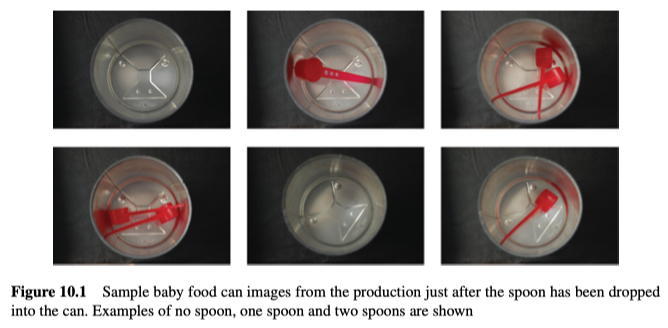 Figure 10.1 Sample baby food can images from the production just after the spoon has been dropped
into the can. Examples of no spoon, one spoon and two spoons are shown